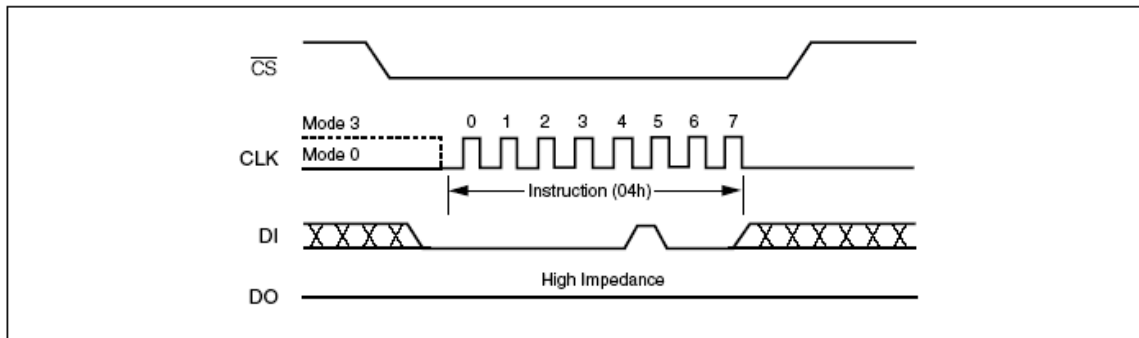 CS
Mode 3
0 1 2 3 4 5 6 7
CLK
Mode 0
Instruction (04h)
DI
High Impedance
DO